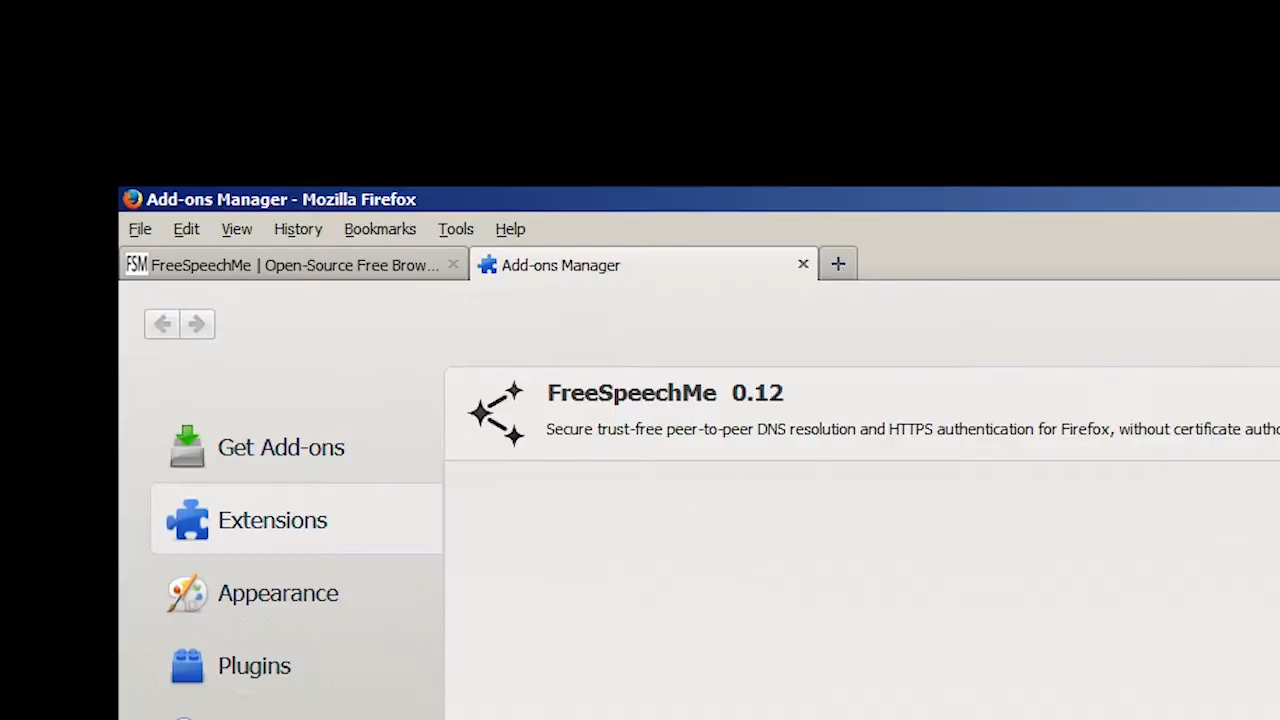 Add-ons Manager - Mozilla Firefox
File Edit View History Bookmarks Tools Help
FSM FreeSpeechMe | Open-Source Free Brow... Add-ons Manager
FreeSpeechMe 0.12
Secure trust-free peer-to-peer DNS resolution and HTTPS authentication for Firefox, without certificate
Get Add-ons
Extensions
Appearance
Plugins